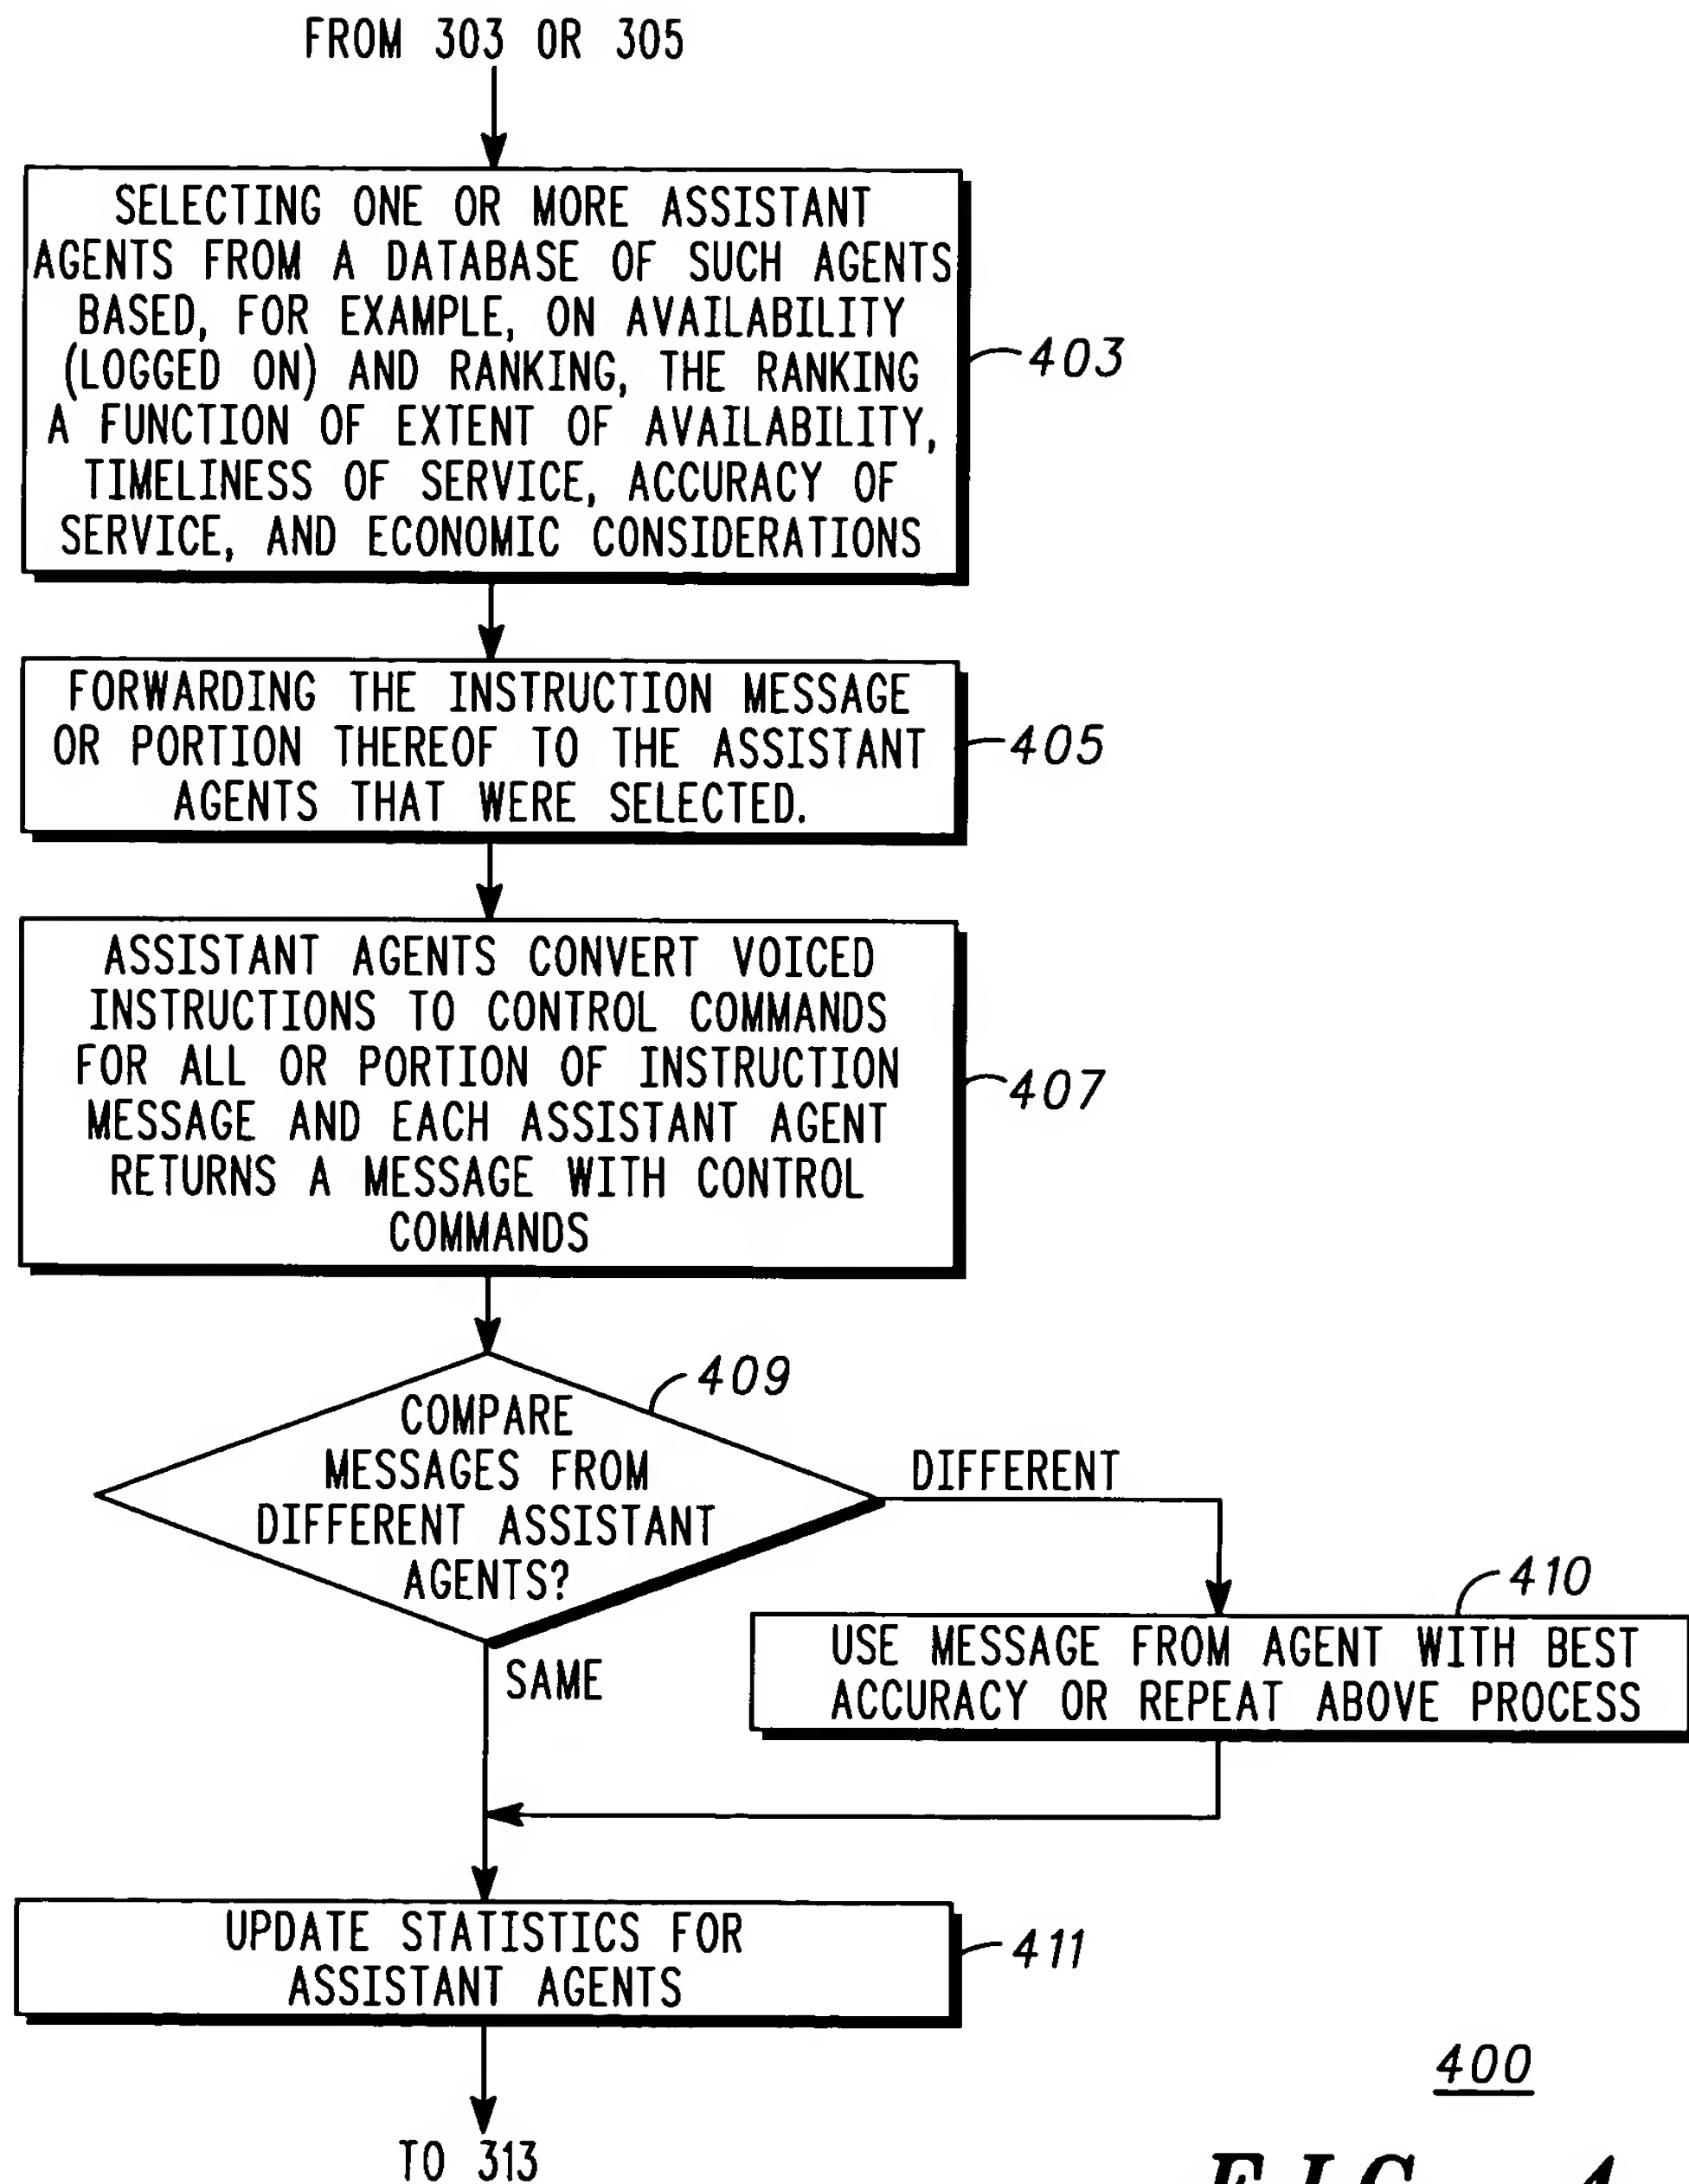 FROM 303 OR 305
SELECTING ONE OR MORE ASSISTANT
AGENTS FROM A DATABASE OF SUCH AGENTS
BASED, FOR EXAMPLE, ON AVAILABILITY
(LOGGED ON) AND RANKING, THE RANKING
A FUNCTION OF EXTENT OF AVAILABILITY,
TIMELINESS OF SERVICE, ACCURACY OF
SERVICE, AND ECONOMIC CONSIDERATIONS
403
FORWARDING THE INSTRUCTION MESSAGE
OR PORTION THEREOF TO THE ASSISTANT
AGENTS THAT WERE SELECTED.
405
ASSISTANT AGENTS CONVERT VOICED
INSTRUCTIONS TO CONTROL COMMANDS
FOR ALL OR PORTION OF INSTRUCTION
MESSAGE AND EACH ASSISTANT AGENT
RETURNS A MESSAGE WITH CONTROL
COMMANDS
407
409
COMPARE
MESSAGES FROM
DIFFERENT ASSISTANT
AGENTS?
DIFFERENT
SAME
410
USE MESSAGE FROM AGENT WITH BEST
ACCURACY OR REPEAT ABOVE PROCESS
UPDATE STATISTICS FOR
ASSISTANT AGENTS
411
400
TO 313
FIG. 4